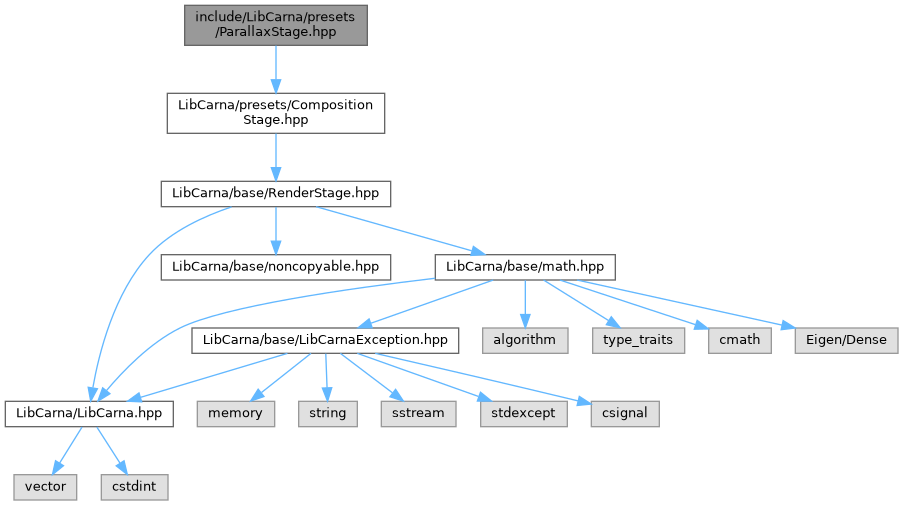 include/LibCarna/presets
/ParallaxStage.hpp
LibCarna/presets/Composition
Stage.hpp
LibCarna/base/RenderStage.hpp
LibCarna/base/noncopyable.hpp
LibCarna/base/math.hpp
LibCarna/base/LibCarnaException.hpp
algorithm
type_traits
cmath
Eigen/Dense
LibCarna/LibCarna.hpp
memory
string
sstream
stdexcept
csignal
vector
cstdint